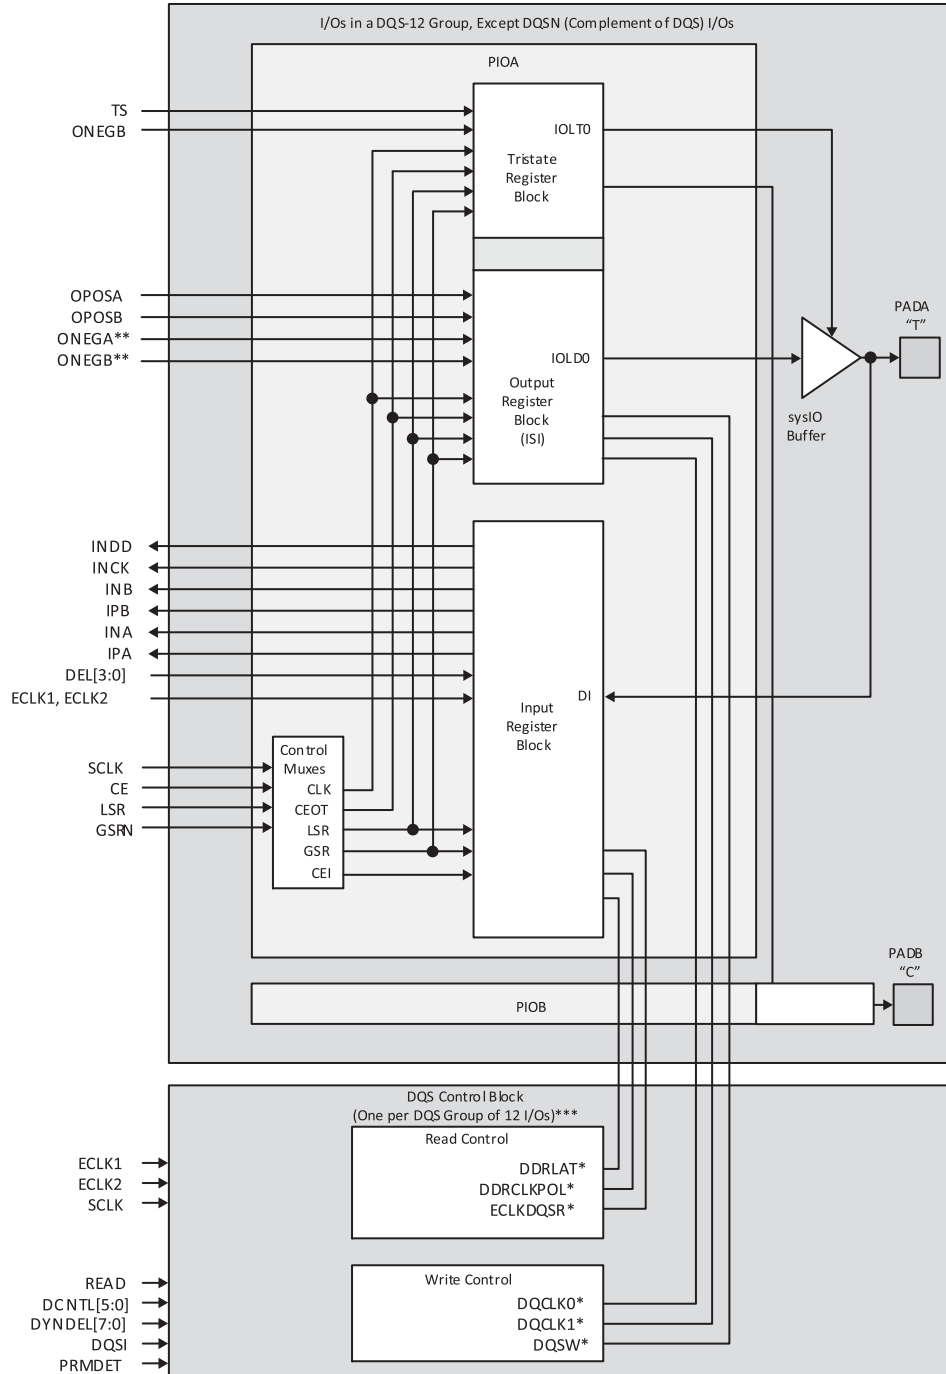 I/Os in a DQS-12 Group, Except DQSN (Complement of DQS) I/Os
PIOA
TS
ONEGB
IOLT0
Tristate
Register
Block
OPOSA
OPOSB
ONEGA**
ONEGB**
IOLD0
Output
Register
Block
(ISI)
PADA
“T”
sysIO
Buffer
INDD
INCK
INB
IPB
INA
IPA
DEL[3:0]
ECLK1, ECLK2
DI
Input
Register
Block
SCLK
CE
LSR
GSRN
Control
Muxes
CLK
CEOT
LSR
GSR
CEI
PADB
“C”
PIOB
DQS Control Block
(One per DQS Group of 12 I/Os)***
Read Control
DDRLAT*
DDRCLKPOL*
ECLKDQSR*
ECLK1
ECLK2
SCLK
Write Control
DQCLK0*
DQCLK1*
DQSW*
READ
DCNTL[5:0]
DYNDEL[7:0]
DQSI
PRMDET